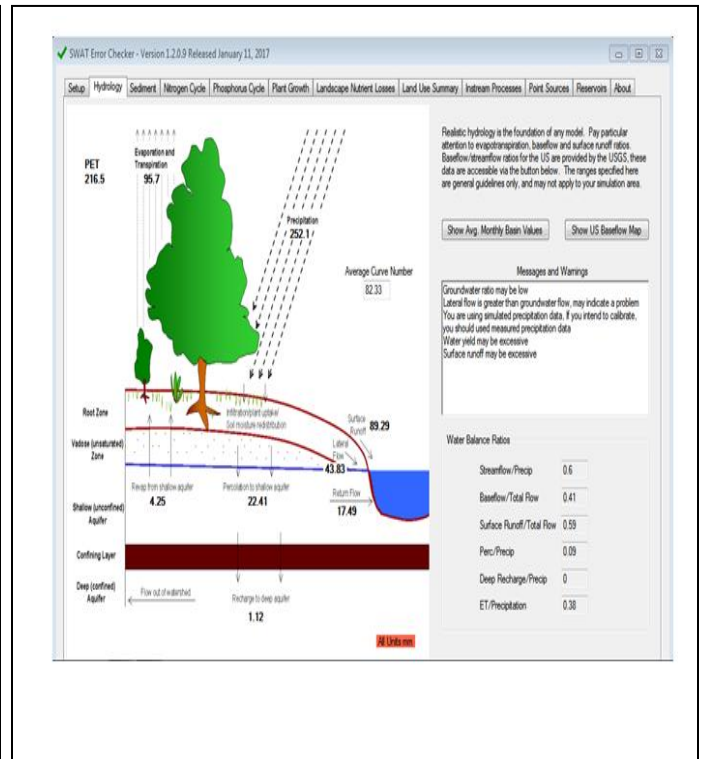 SWAT Error Checker - Version 1.2.0.9 Released January 11, 2017
Setup Hydrology Sediment Nitrogen Cycle Phosphorus Cycle Plant Growth Landscape Nutrient Losses Land Use Summary Instream Processes Point Sources Reservoirs About
PET
216.5
Evaporation and
Transpiration
95.7
Precipitation
252.1
Average Curve Number
82.33
Root Zone
Infiltration/plant uptake/
Soil moisture redistribution
Surface
Runoff
89.29
Vadose (unsaturated)
Zone
Lateral
Flow
43.83
Revap from shallow aquifer
4.25
Percolation to shallow aquifer
22.41
Return Flow
17.49
Shallow (unconfined)
Aquifer
Confining Layer
Deep (confined)
Aquifer
Flow out of watershed
Recharge to deep aquifer
1.12
All Units mm
Realistic hydrology is the foundation of any model. Pay particular
attention to evapotranspiration, baseflow and surface runoff ratios.
Baseflow/streamflow ratios for the US are provided by the USGS, these
data are accessible via the button below. The ranges specified here
are general guidelines only, and may not apply to your simulation area.
Show Avg. Monthly Basin Values
Show US Baseflow Map
Messages and Warnings
Groundwater ratio may be low
Lateral flow is greater than groundwater flow, may indicate a problem
You are using simulated precipitation data, If you intend to calibrate,
you should used measured precipitation data
Water yield may be excessive
Surface runoff may be excessive
Water Balance Ratios
Streamflow/Precip 0.6
Baseflow/Total Flow 0.41
Surface Runoff/Total Flow 0.59
Perc/Precip 0.09
Deep Recharge/Precip 0
ET/Precipitation 0.38